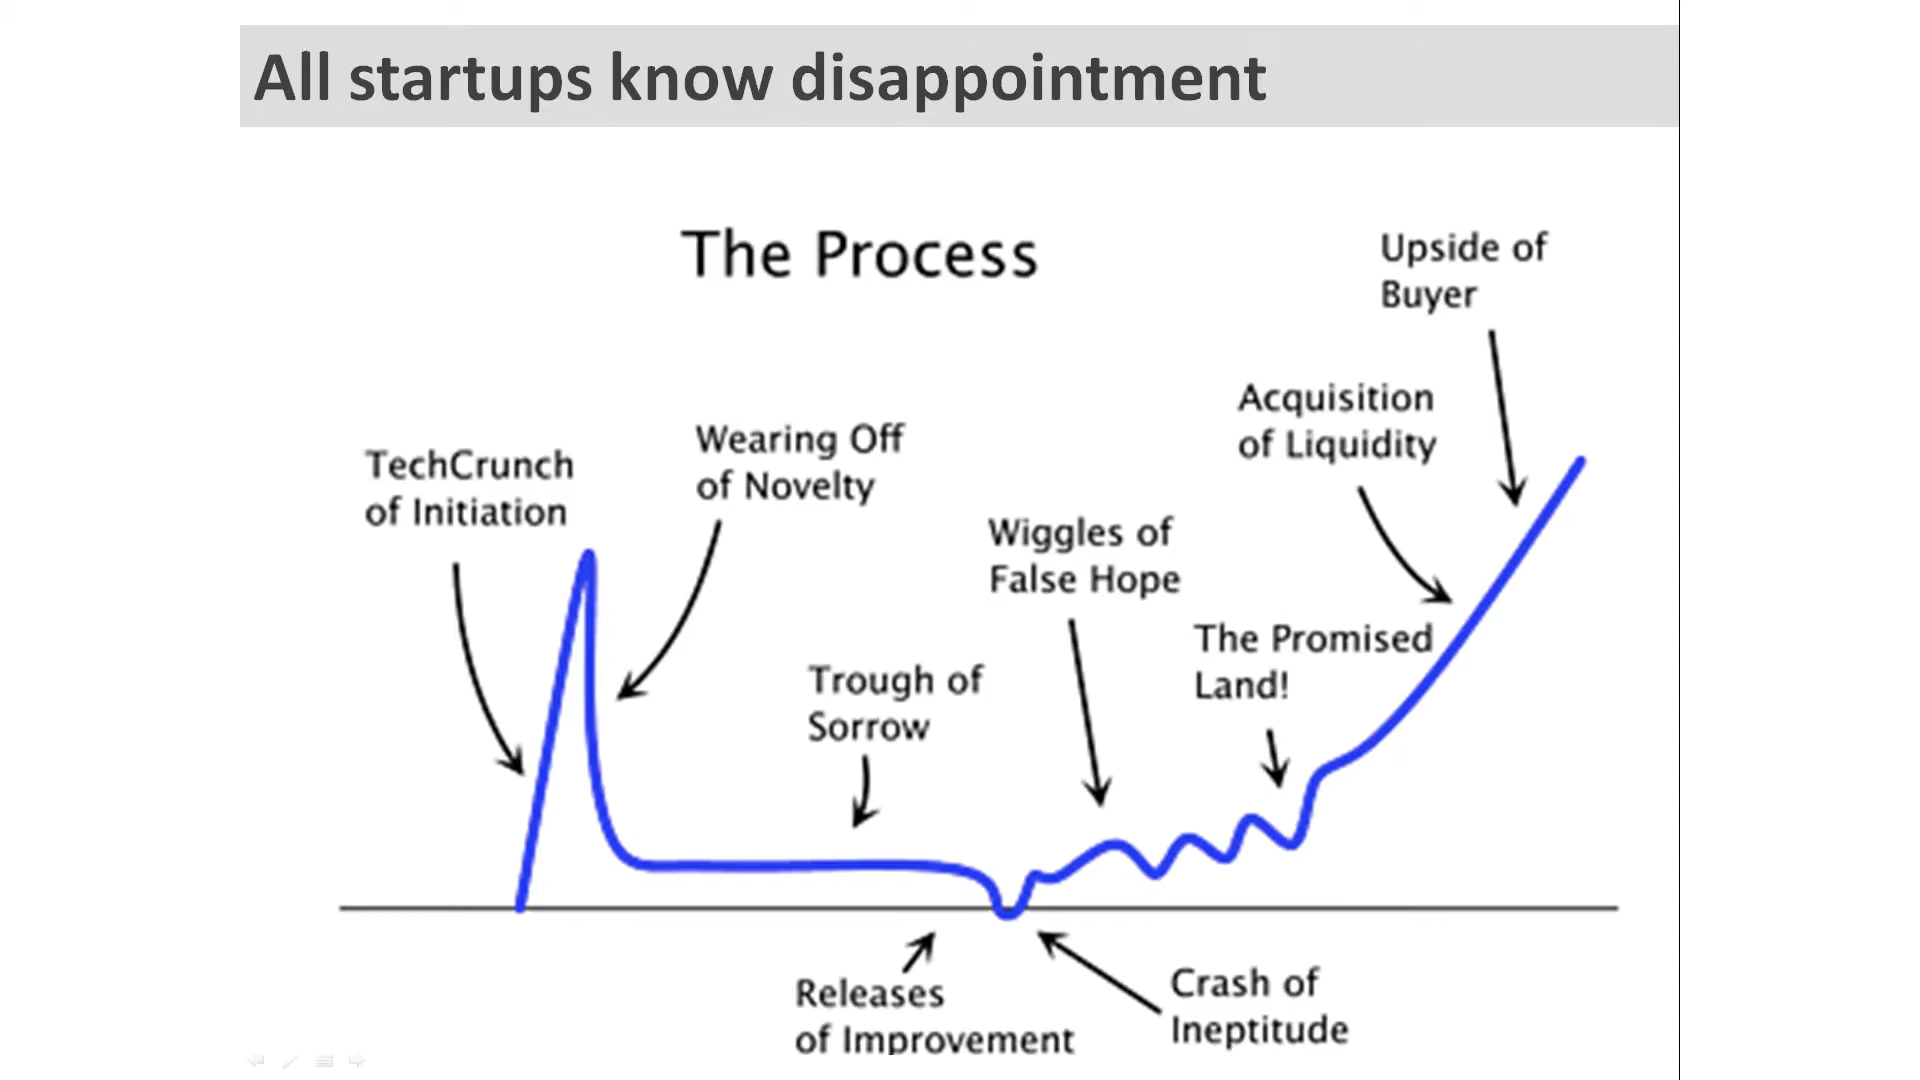 All startups know disappointment
The Process
TechCrunch
of Initiation
Wearing Off
of Novelty
Trough of
Sorrow
Releases
of Improvement
Crash of
Ineptitude
Wiggles of
False Hope
The Promised
Land!
Acquisition
of Liquidity
Upside of
Buyer